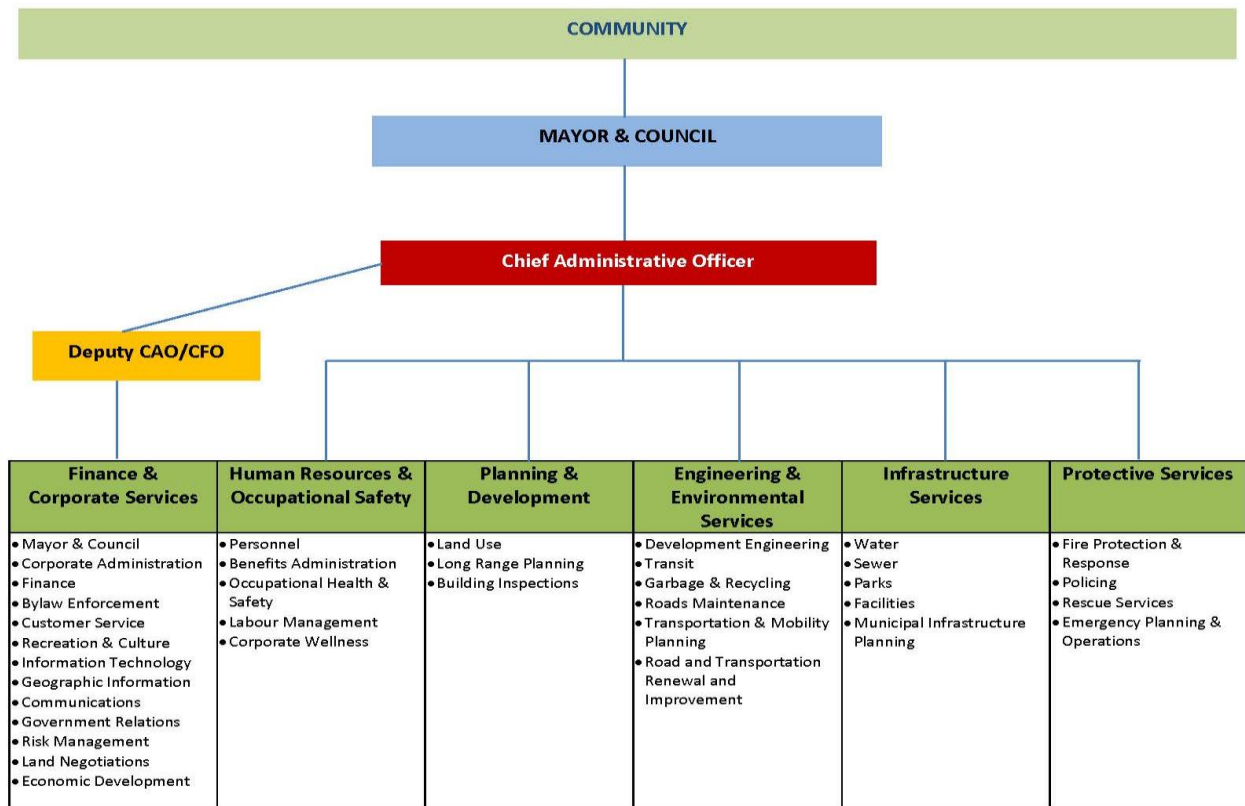 COMMUNITY
MAYOR & COUNCIL
Chief Administrative Officer
Deputy CAO/CFO
Finance &
Corporate Services
• Mayor & Council
• Corporate Administration
• Finance
• Bylaw Enforcement
• Customer Service
• Recreation & Culture
• Information Technology
• Geographic Information
• Communications
• Government Relations
• Risk Management
• Land Negotiations
• Economic Development
Human Resources &
Occupational Safety
• Personnel
• Benefits Administration
• Occupational Health &
Safety
• Labour Management
• Corporate Wellness
Planning &
Development
• Land Use
• Long Range Planning
• Building Inspections
Engineering &
Environmental
Services
• Development Engineering
• Transit
• Garbage & Recycling
• Roads Maintenance
• Transportation & Mobility
Planning
• Road and Transportation
Renewal and
Improvement
Infrastructure
Services
• Water
• Sewer
• Parks
• Facilities
• Municipal Infrastructure
Planning
Protective Services
• Fire Protection &
Response
• Policing
• Rescue Services
• Emergency Planning &
Operations